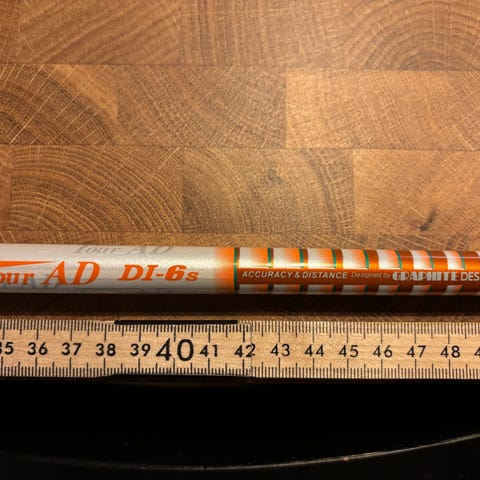 Tour AD
Tour AD DI-6s ACCURACY & DISTANCE Designed by GRAPHITE DES
35 36 37 38 39 40 41 42 43 44 45 46 47 48